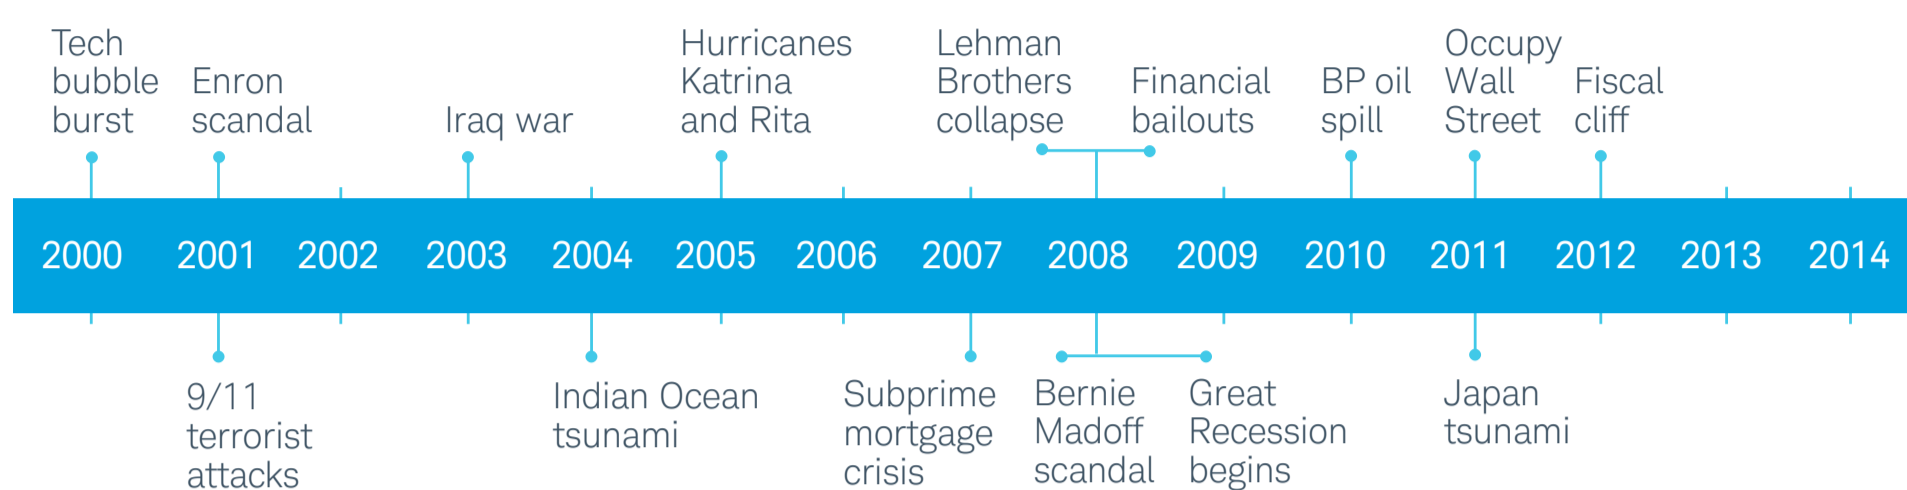 Tech
bubble
burst
Enron
scandal
Iraq war
Hurricanes
Katrina
and Rita
Lehman
Brothers
collapse
Financial
bailouts
BP oil
spill
Occupy
Wall
Street
Fiscal
cliff
2000 2001 2002 2003 2004 2005 2006 2007 2008 2009 2010 2011 2012 2013 2014
9/11
terrorist
attacks
Indian Ocean
tsunami
Subprime
mortgage
crisis
Bernie
Madoff
scandal
Great
Recession
begins
Japan
tsunami